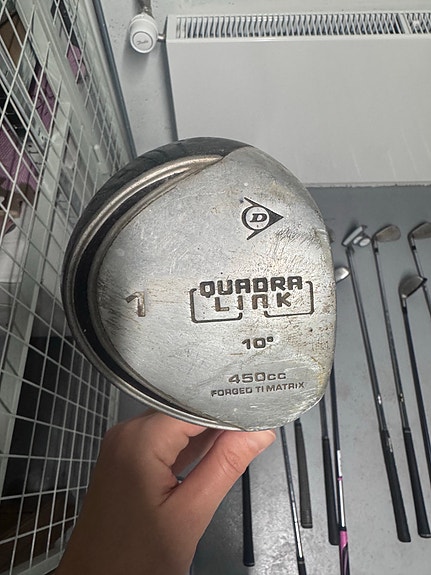 D
1
QUADRA
LINK
10°
450cc
FORGED TI MATRIX